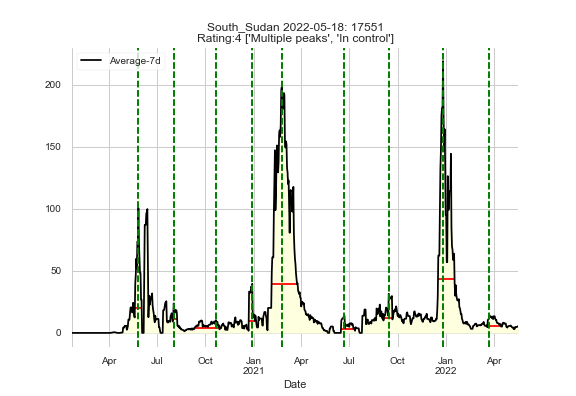 South_Sudan 2022-05-18: 17551
Rating:4 ['Multiple peaks', 'In control']
Average-7d
200
150
100
50
0
Apr Jul Oct Jan Apr Jul Oct Jan Apr
2021 2022
Date